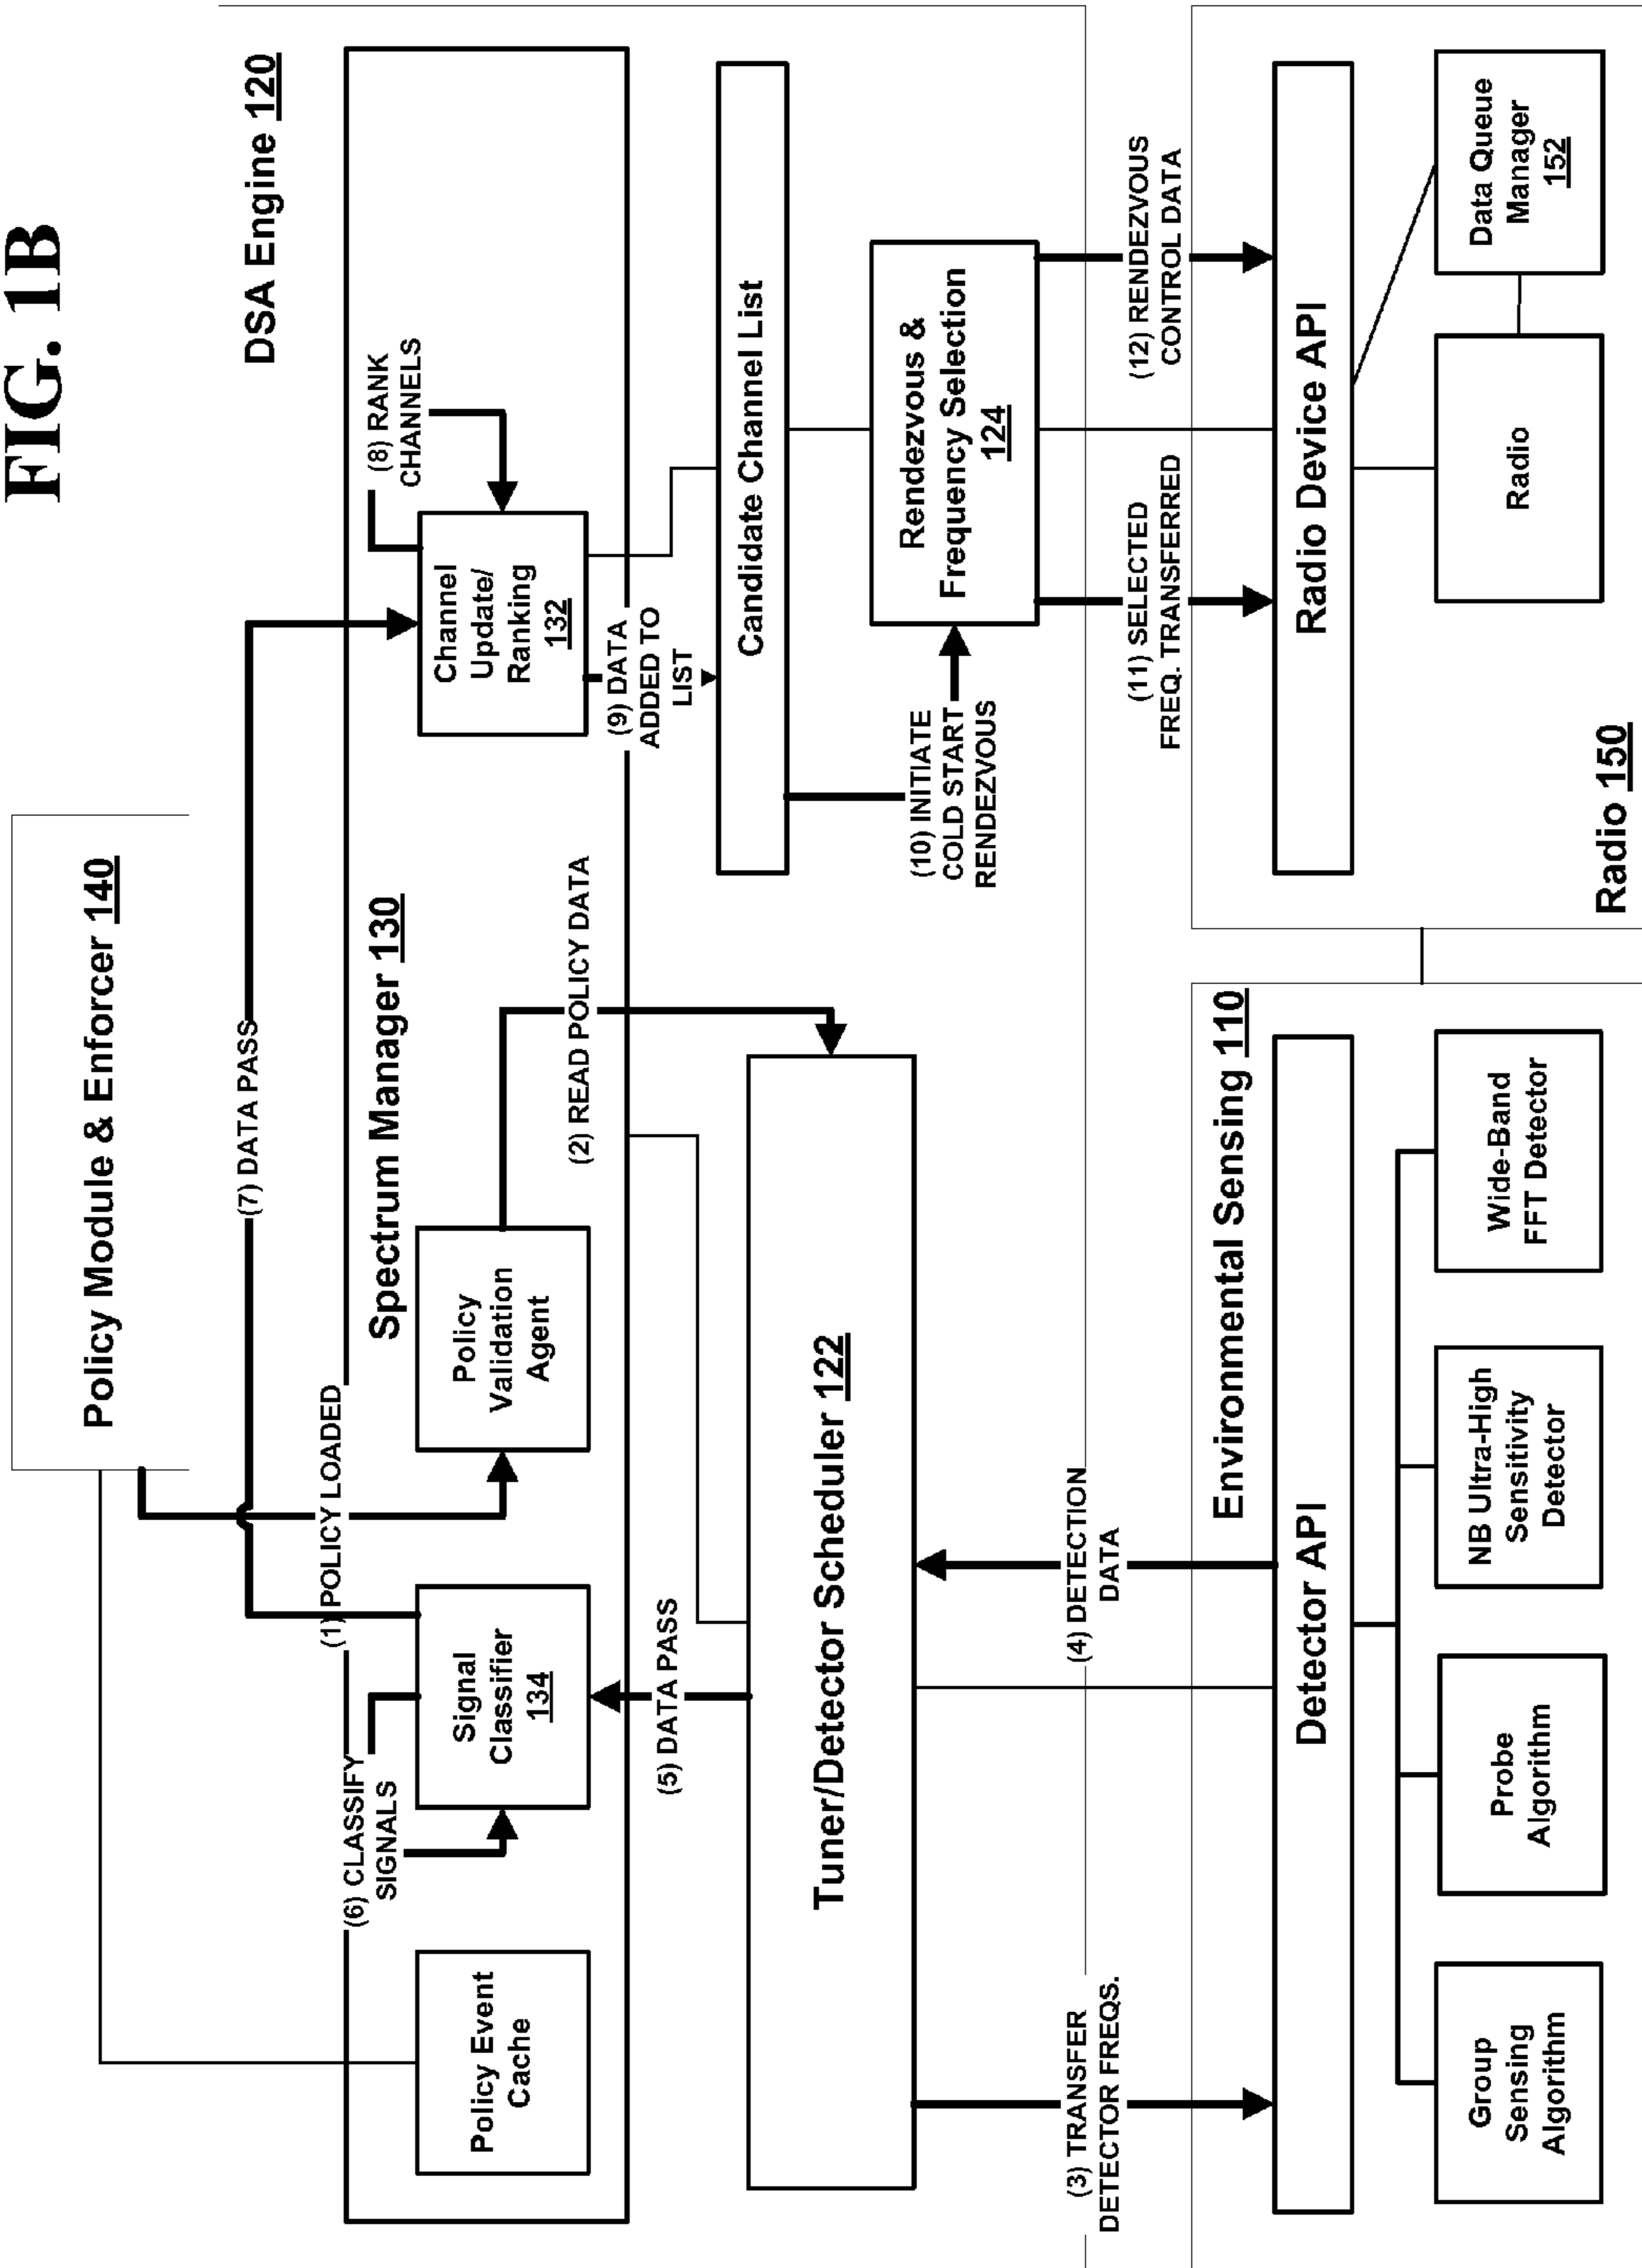 FIG. 1B
Policy Module & Enforcer 140
DSA Engine 120
(7) DATA PASS
(1) POLICY LOADED
(6) CLASSIFY
SIGNALS
Spectrum Manager 130
(8) RANK
CHANNELS
Policy Event
Cache
Signal
Classifier
134
Policy
Validation
Agent
Channel
Update/
Ranking
132
(5) DATA PASS
(2) READ POLICY DATA
(9) DATA
ADDED TO
LIST
Candidate Channel List
Tuner/Detector Scheduler 122
(10) INITIATE
COLD START
RENDEZVOUS
Rendezvous &
Frequency Selection
124
(3) TRANSFER
DETECTOR FREQS.
(4) DETECTION
DATA
(11) SELECTED
FREQ. TRANSFERRED
(12) RENDEZVOUS
CONTROL DATA
Environmental Sensing 110
Detector API
Radio Device API
Group
Sensing
Algorithm
Probe
Algorithm
NB Ultra-High
Sensitivity
Detector
Wide-Band
FFT Detector
Radio
Data Queue
Manager
152
Radio 150